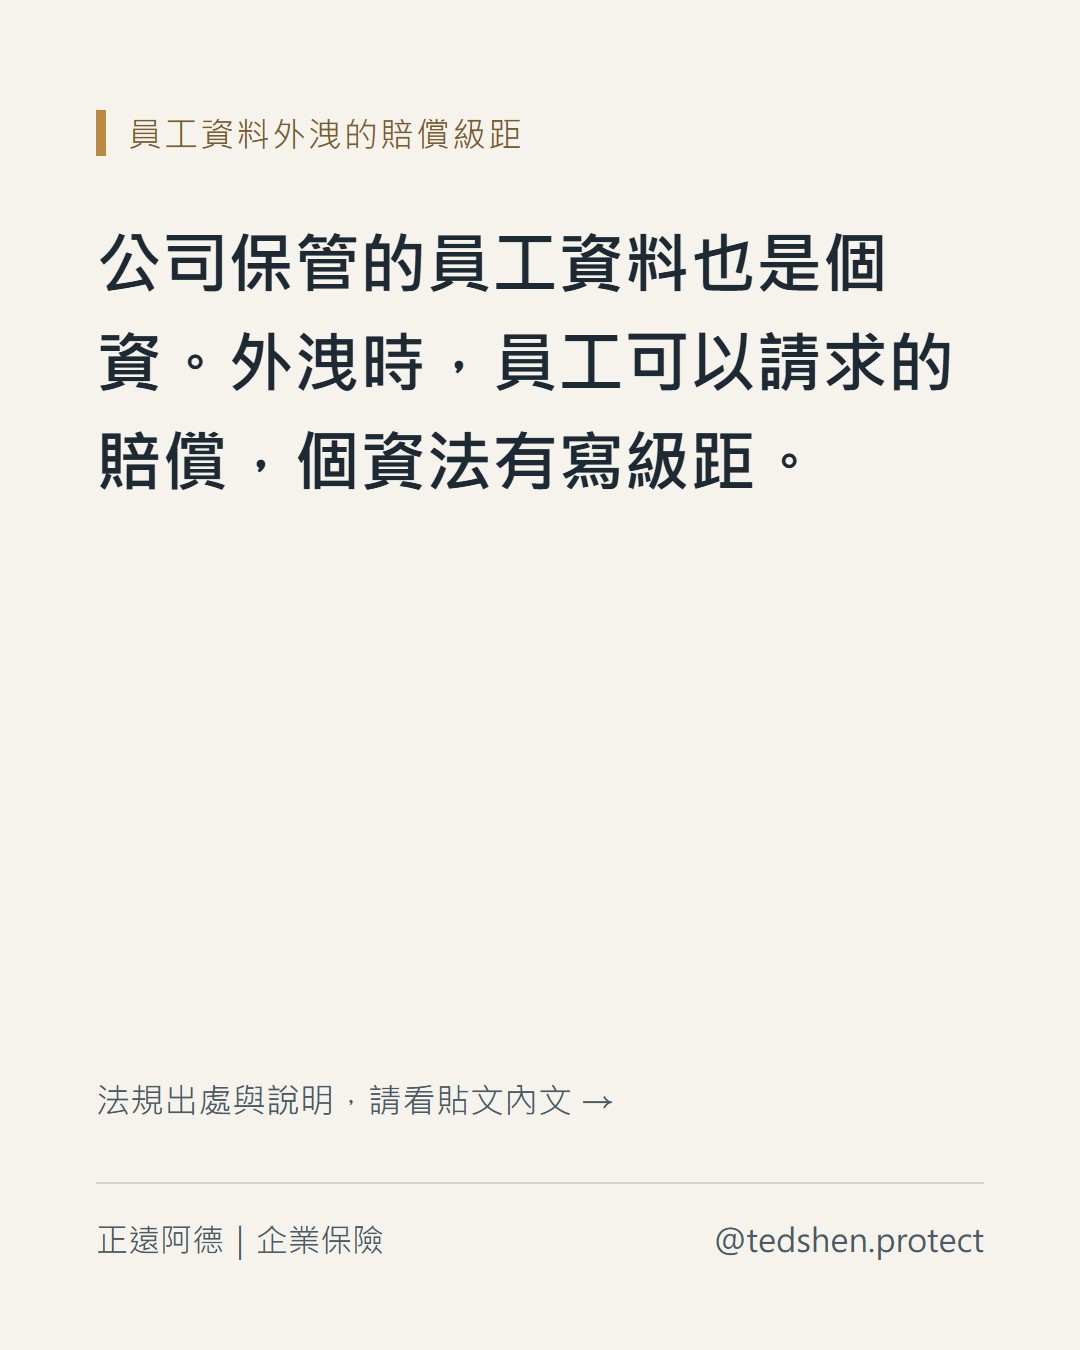 員工資料外洩的賠償級距
公司保管的員工資料也是個
資。外洩時，員工可以請求的
賠償，個資法有寫級距。
法規出處與說明，請看貼文內文 →
正遠阿德｜企業保險
@tedshen.protect